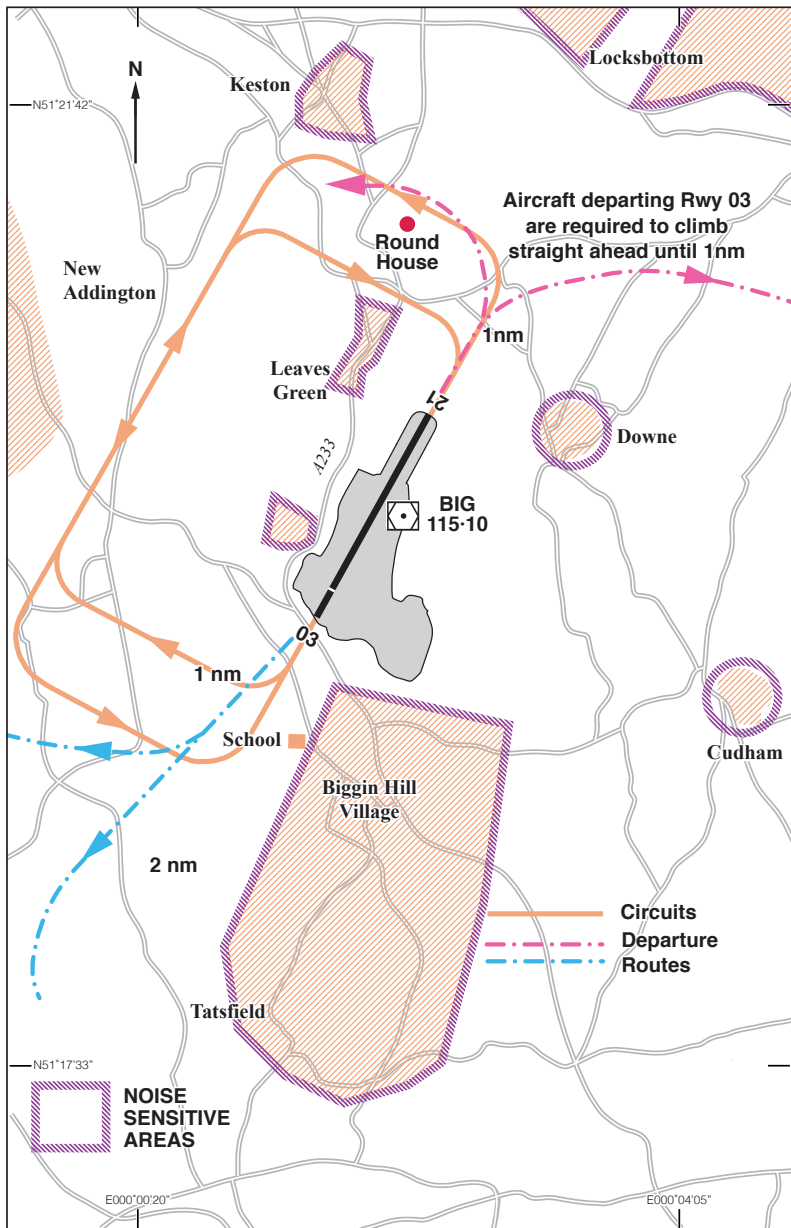 Locksbottom
Keston
N
N51°21'42"
Aircraft departing Rwy 03
are required to climb
straight ahead until 1nm
Round
House
New
Addington
1nm
Leaves
Green
21
Downe
A233
BIG
115·10
03
1 nm
School
Cudham
Biggin Hill
Village
2 nm
Circuits
Departure
Routes
Tatsfield
N51°17'33"
NOISE
SENSITIVE
AREAS
E000°00'20"
E000°04'05"